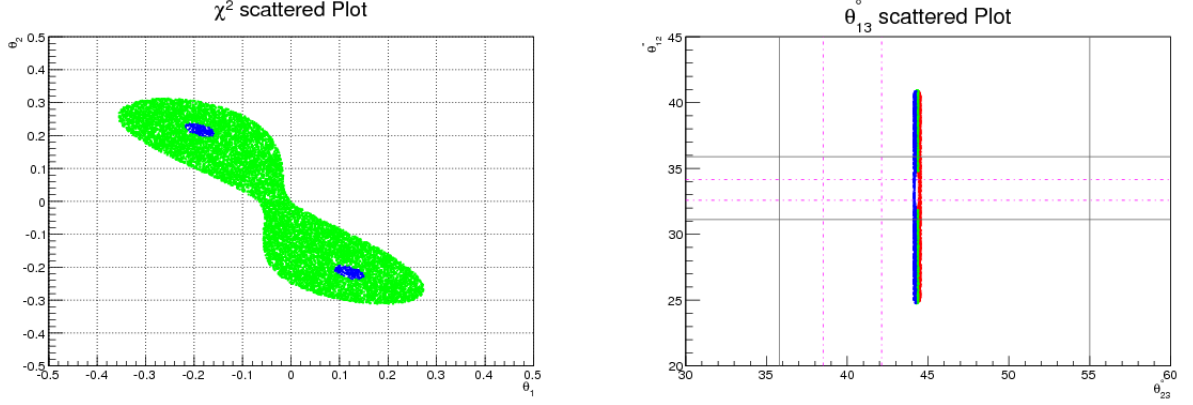 χ² scattered Plot
θ₂
0.5
0.4
0.3
0.2
0.1
0
-0.1
-0.2
-0.3
-0.4
-0.5
-0.5 -0.4 -0.3 -0.2 -0.1 0 0.1 0.2 0.3 0.4 0.5
θ₁
θ°₁₃ scattered Plot
θ°₁₂
45
40
35
30
25
20
30 35 40 45 50 55 60
θ°₂₃